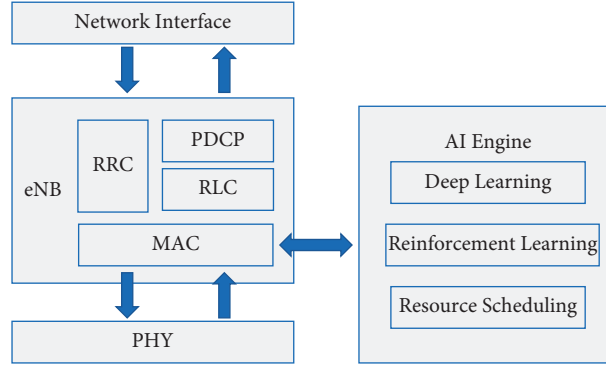 Network Interface
eNB
RRC
PDCP
RLC
MAC
PHY
AI Engine
Deep Learning
Reinforcement Learning
Resource Scheduling